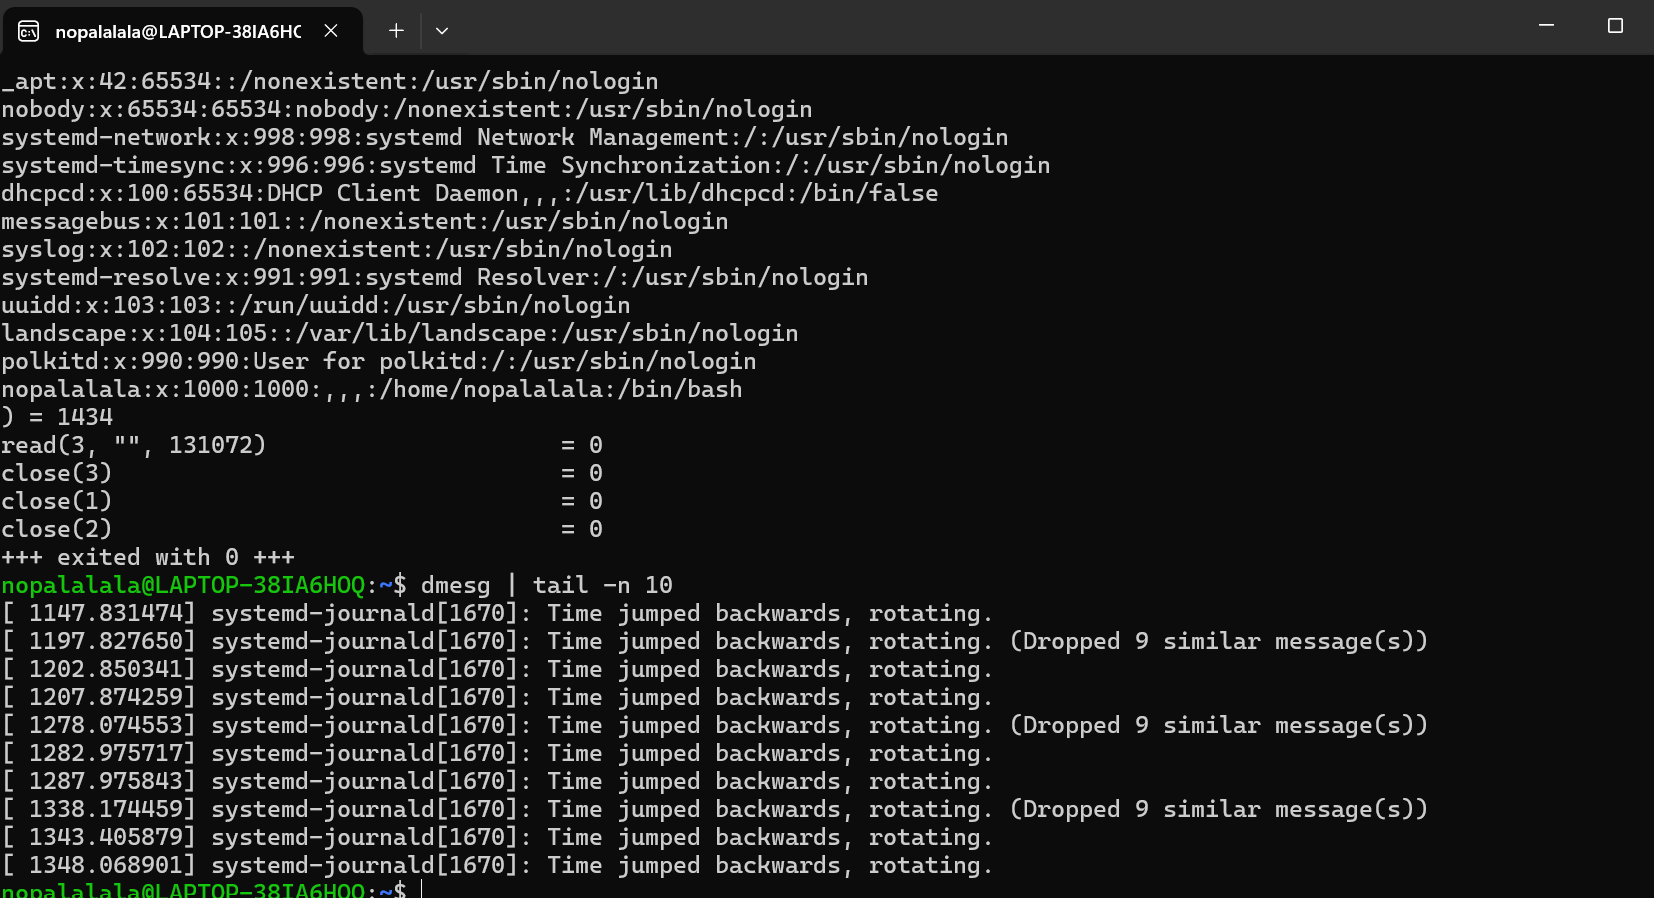 nopalalala@LAPTOP-38IA6HO
_apt:x:42:65534::/nonexistent:/usr/sbin/nologin
nobody:x:65534:65534:nobody:/nonexistent:/usr/sbin/nologin
systemd-network:x:998:998:systemd Network Management:/:/usr/sbin/nologin
systemd-timesync:x:996:996:systemd Time Synchronization:/:/usr/sbin/nologin
dhcpcd:x:100:65534:DHCP Client Daemon,,,:/usr/lib/dhcpcd:/bin/false
messagebus:x:101:101::/nonexistent:/usr/sbin/nologin
syslog:x:102:102::/nonexistent:/usr/sbin/nologin
systemd-resolve:x:991:991:systemd Resolver:/:/usr/sbin/nologin
uuidd:x:103:103::/run/uuidd:/usr/sbin/nologin
landscape:x:104:105::/var/lib/landscape:/usr/sbin/nologin
polkitd:x:990:990:User for polkitd:/:/usr/sbin/nologin
nopalalala:x:1000:1000:,,,:/home/nopalalala:/bin/bash
) = 1434
read(3, "", 131072)                     = 0
close(3)                                = 0
close(1)                                = 0
close(2)                                = 0
+++ exited with 0 +++
nopalalala@LAPTOP-38IA6HOQ:~$ dmesg | tail -n 10
[ 1147.831474] systemd-journald[1670]: Time jumped backwards, rotating.
[ 1197.827650] systemd-journald[1670]: Time jumped backwards, rotating. (Dropped 9 similar message(s))
[ 1202.850341] systemd-journald[1670]: Time jumped backwards, rotating.
[ 1207.874259] systemd-journald[1670]: Time jumped backwards, rotating.
[ 1278.074553] systemd-journald[1670]: Time jumped backwards, rotating. (Dropped 9 similar message(s))
[ 1282.975717] systemd-journald[1670]: Time jumped backwards, rotating.
[ 1287.975843] systemd-journald[1670]: Time jumped backwards, rotating.
[ 1338.174459] systemd-journald[1670]: Time jumped backwards, rotating. (Dropped 9 similar message(s))
[ 1343.405879] systemd-journald[1670]: Time jumped backwards, rotating.
[ 1348.068901] systemd-journald[1670]: Time jumped backwards, rotating.
nopalalala@LAPTOP-38IA6HOQ:~$